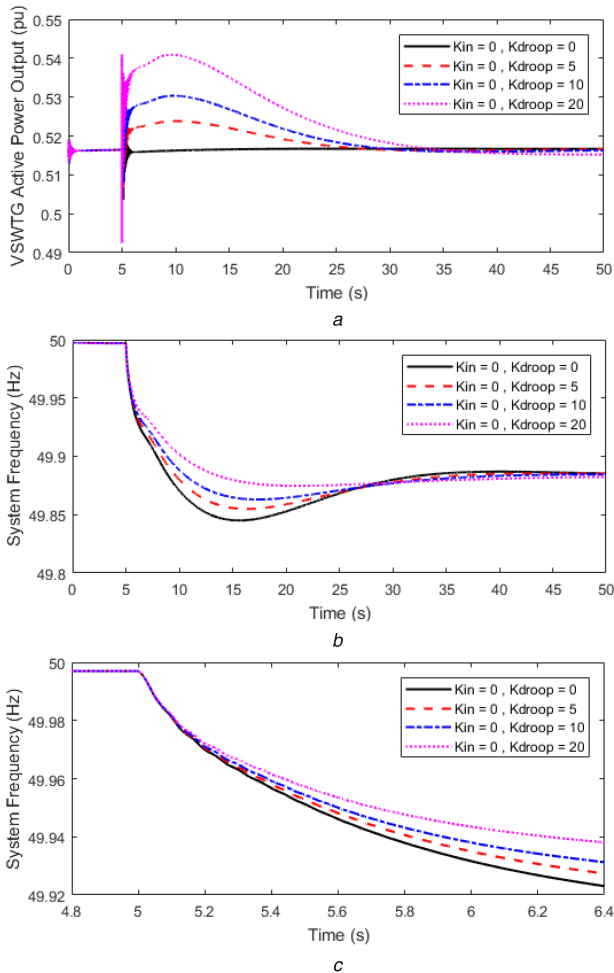 0.55
0.54
0.53
0.52
0.51
0.5
0.49
VSWTG Active Power Output (pu)
Kin = 0 , Kdroop = 0
Kin = 0 , Kdroop = 5
Kin = 0 , Kdroop = 10
Kin = 0 , Kdroop = 20
0 5 10 15 20 25 30 35 40 45 50
Time (s)
a
50
49.95
49.9
49.85
49.8
System Frequency (Hz)
Kin = 0 , Kdroop = 0
Kin = 0 , Kdroop = 5
Kin = 0 , Kdroop = 10
Kin = 0 , Kdroop = 20
0 5 10 15 20 25 30 35 40 45 50
Time (s)
b
50
49.98
49.96
49.94
49.92
System Frequency (Hz)
Kin = 0 , Kdroop = 0
Kin = 0 , Kdroop = 5
Kin = 0 , Kdroop = 10
Kin = 0 , Kdroop = 20
4.8 5 5.2 5.4 5.6 5.8 6 6.2 6.4
Time (s)
c